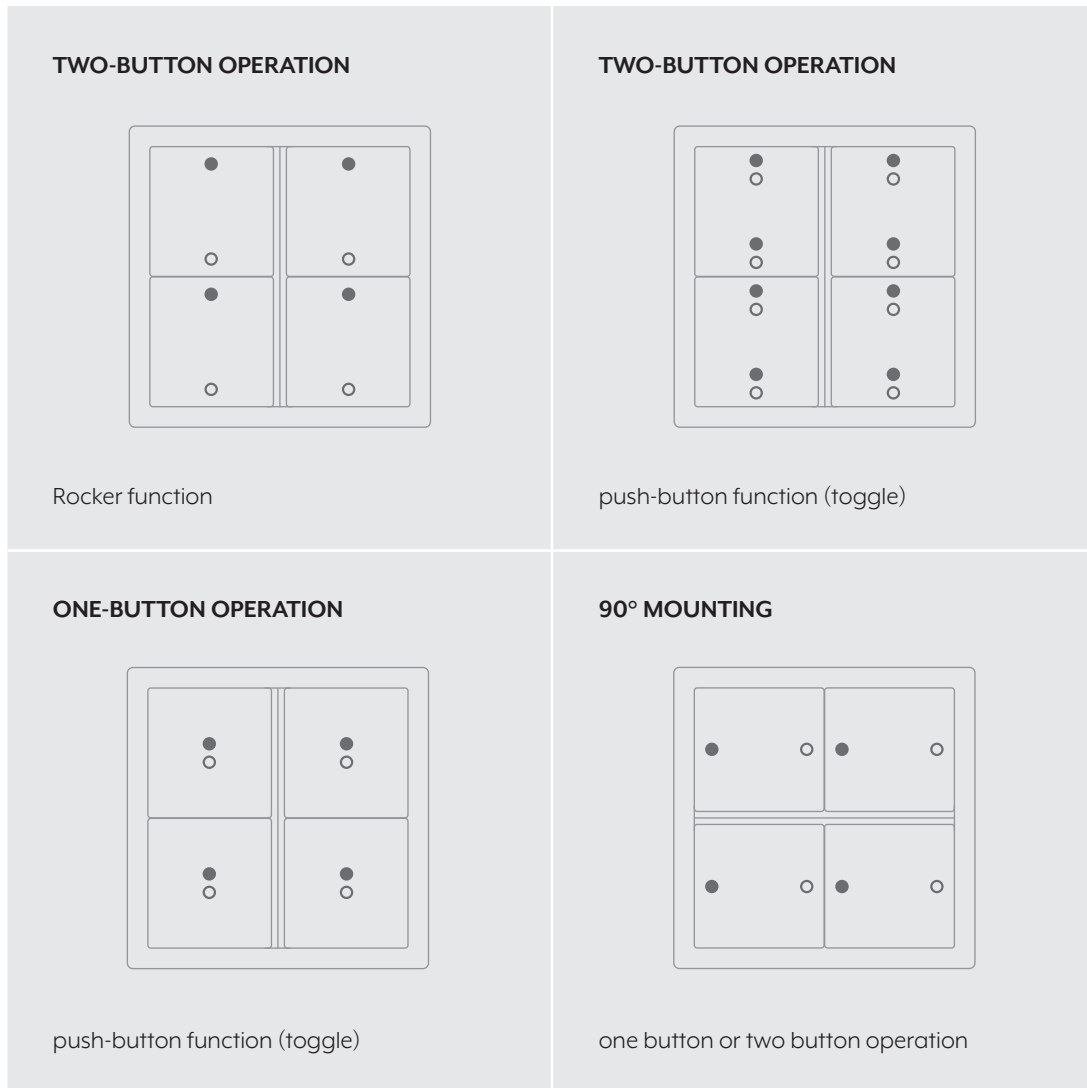 TWO-BUTTON OPERATION
Rocker function
TWO-BUTTON OPERATION
push-button function (toggle)
ONE-BUTTON OPERATION
push-button function (toggle)
90° MOUNTING
one button or two button operation